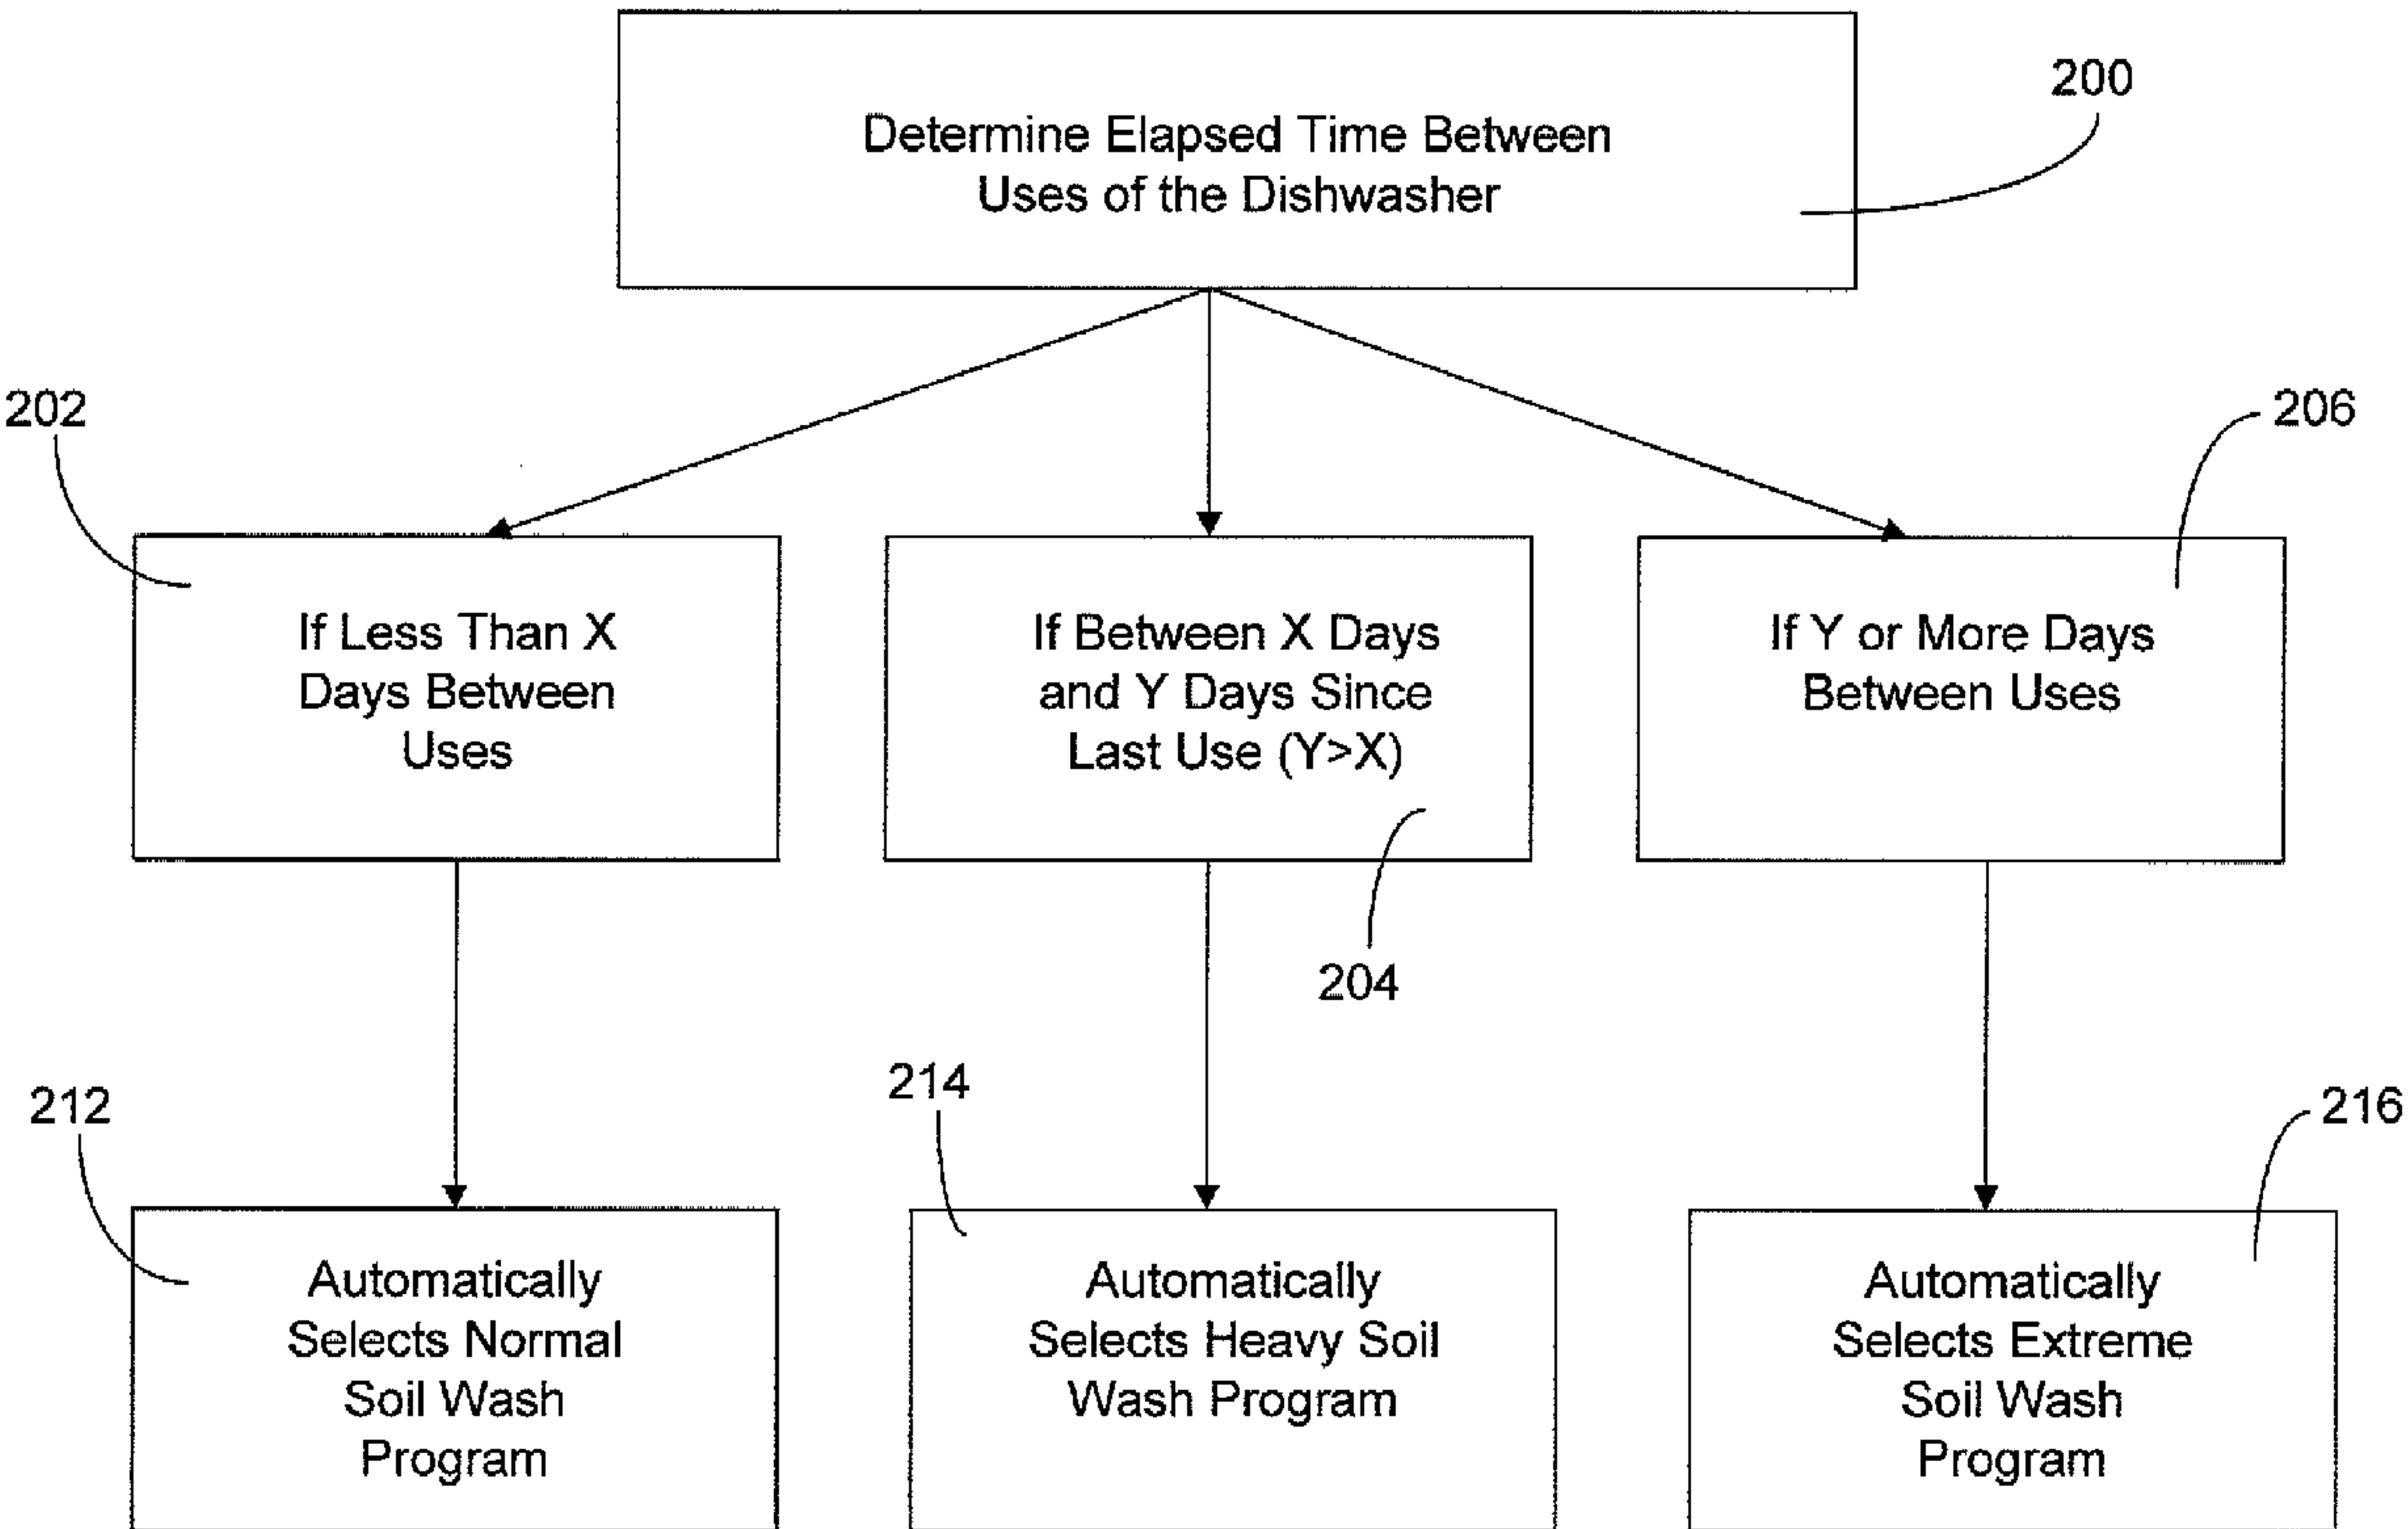 Determine Elapsed Time Between
Uses of the Dishwasher
200
202
206
If Less Than X
Days Between
Uses
If Between X Days
and Y Days Since
Last Use (Y>X)
If Y or More Days
Between Uses
204
212
214
216
Automatically
Selects Normal
Soil Wash
Program
Automatically
Selects Heavy Soil
Wash Program
Automatically
Selects Extreme
Soil Wash
Program